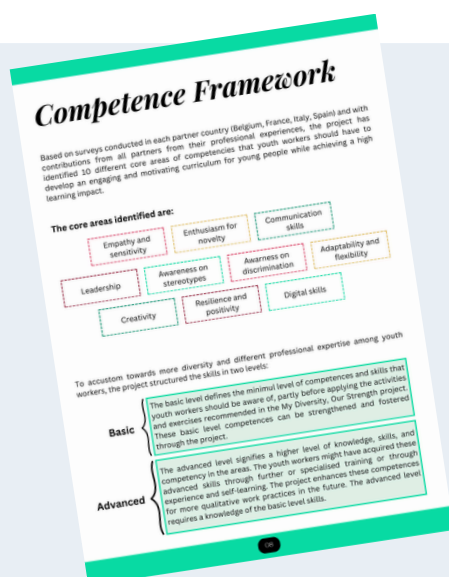 Competence Framework
Based on surveys conducted in each partner country (Belgium, France, Italy, Spain) and with
contributions from all partners from their professional experiences, the project has
identified 10 different core areas of competencies that youth workers should have to
develop an engaging and motivating curriculum for young people while achieving a high
learning impact.
The core areas identified are:
Empathy and
sensitivity
Enthusiasm for
novelty
Communication
skills
Leadership
Awareness on
stereotypes
Awarness on
discrimination
Adaptability and
flexibility
Creativity
Resilience and
positivity
Digital skills
To accustom towards more diversity and different professional expertise among youth
workers, the project structured the skills in two levels:
Basic
The basic level defines the minimul level of competences and skills that
youth workers should be aware of, partly before applying the activities
and exercises recommended in the My Diversity, Our Strength project.
These basic level competences can be strengthened and fostered
through the project.
Advanced
The advanced level signifies a higher level of knowledge, skills, and
competency in the areas. The youth workers might have acquired these
advanced skills through further or specialised training or through
experience and self-learning. The project enhances these competences
for more qualitative work practices in the future. The advanced level
requires a knowledge of the basic level skills.